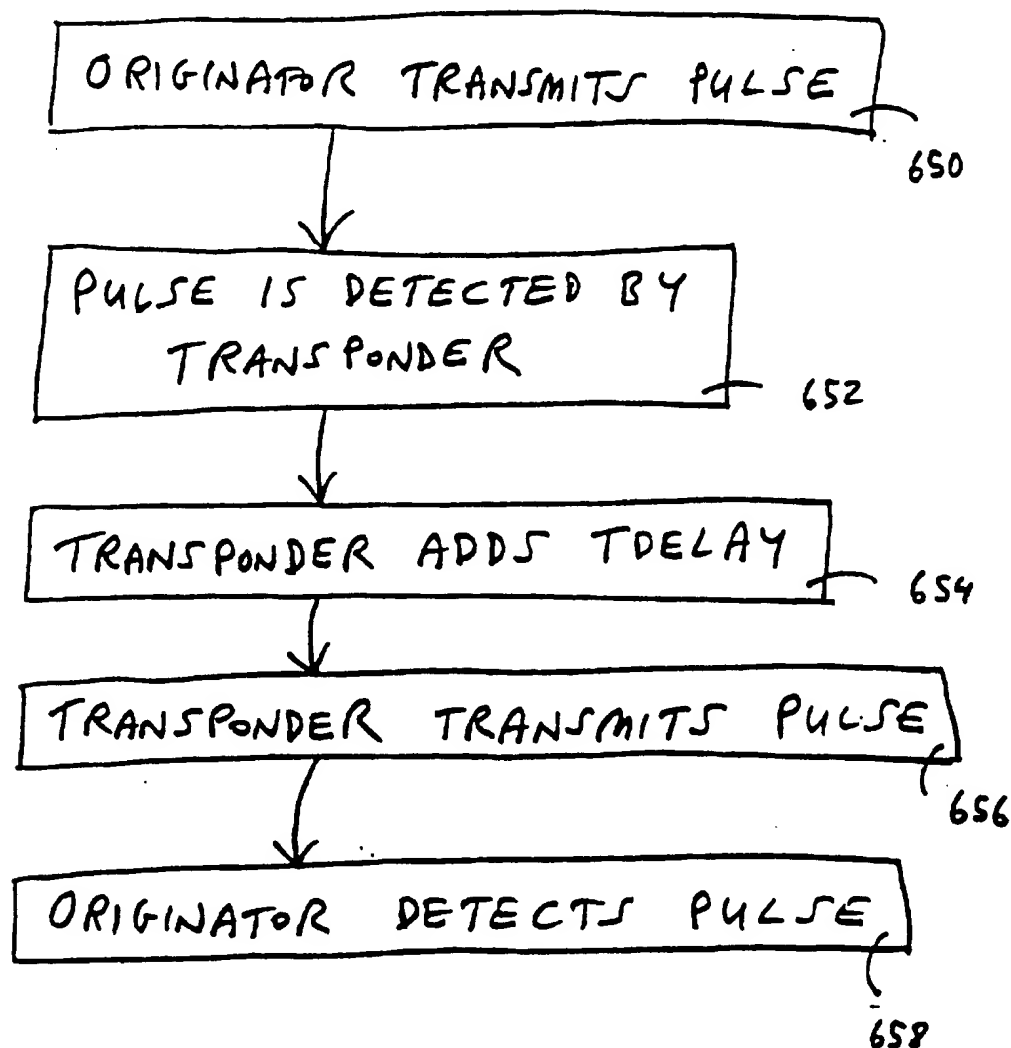 ORIGINATOR TRANSMITS PULSE
650
PULSE IS DETECTED BY
TRANSPONDER
652
TRANSPONDER ADDS TDELAY
654
TRANSPONDER TRANSMITS PULSE
656
ORIGINATOR DETECTS PULSE
658